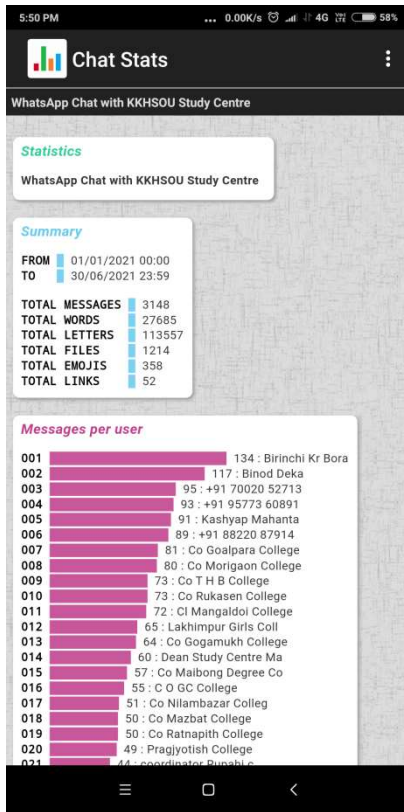 5:50 PM ... 0.00K/s 4G VoLTE 58%
Chat Stats
WhatsApp Chat with KKHSOU Study Centre
Statistics
WhatsApp Chat with KKHSOU Study Centre
Summary
FROM 01/01/2021 00:00
TO 30/06/2021 23:59
TOTAL MESSAGES 3148
TOTAL WORDS 27685
TOTAL LETTERS 113557
TOTAL FILES 1214
TOTAL EMOJIS 358
TOTAL LINKS 52
Messages per user
001 134 : Birinchi Kr Bora
002 117 : Binod Deka
003 95 : +91 70020 52713
004 93 : +91 95773 60891
005 91 : Kashyap Mahanta
006 89 : +91 88220 87914
007 81 : Co Goalpara College
008 80 : Co Morigaon College
009 73 : Co T H B College
010 73 : Co Rukasen College
011 72 : Cl Mangaldoi College
012 65 : Lakhimpur Girls Coll
013 64 : Co Gogamukh College
014 60 : Dean Study Centre Ma
015 57 : Co Maibong Degree Co
016 55 : C O GC College
017 51 : Co Nilambazar Colleg
018 50 : Co Mazbat College
019 50 : Co Ratnapith College
020 49 : Pragjyotish College
021 44 : coordinator Rupahi c